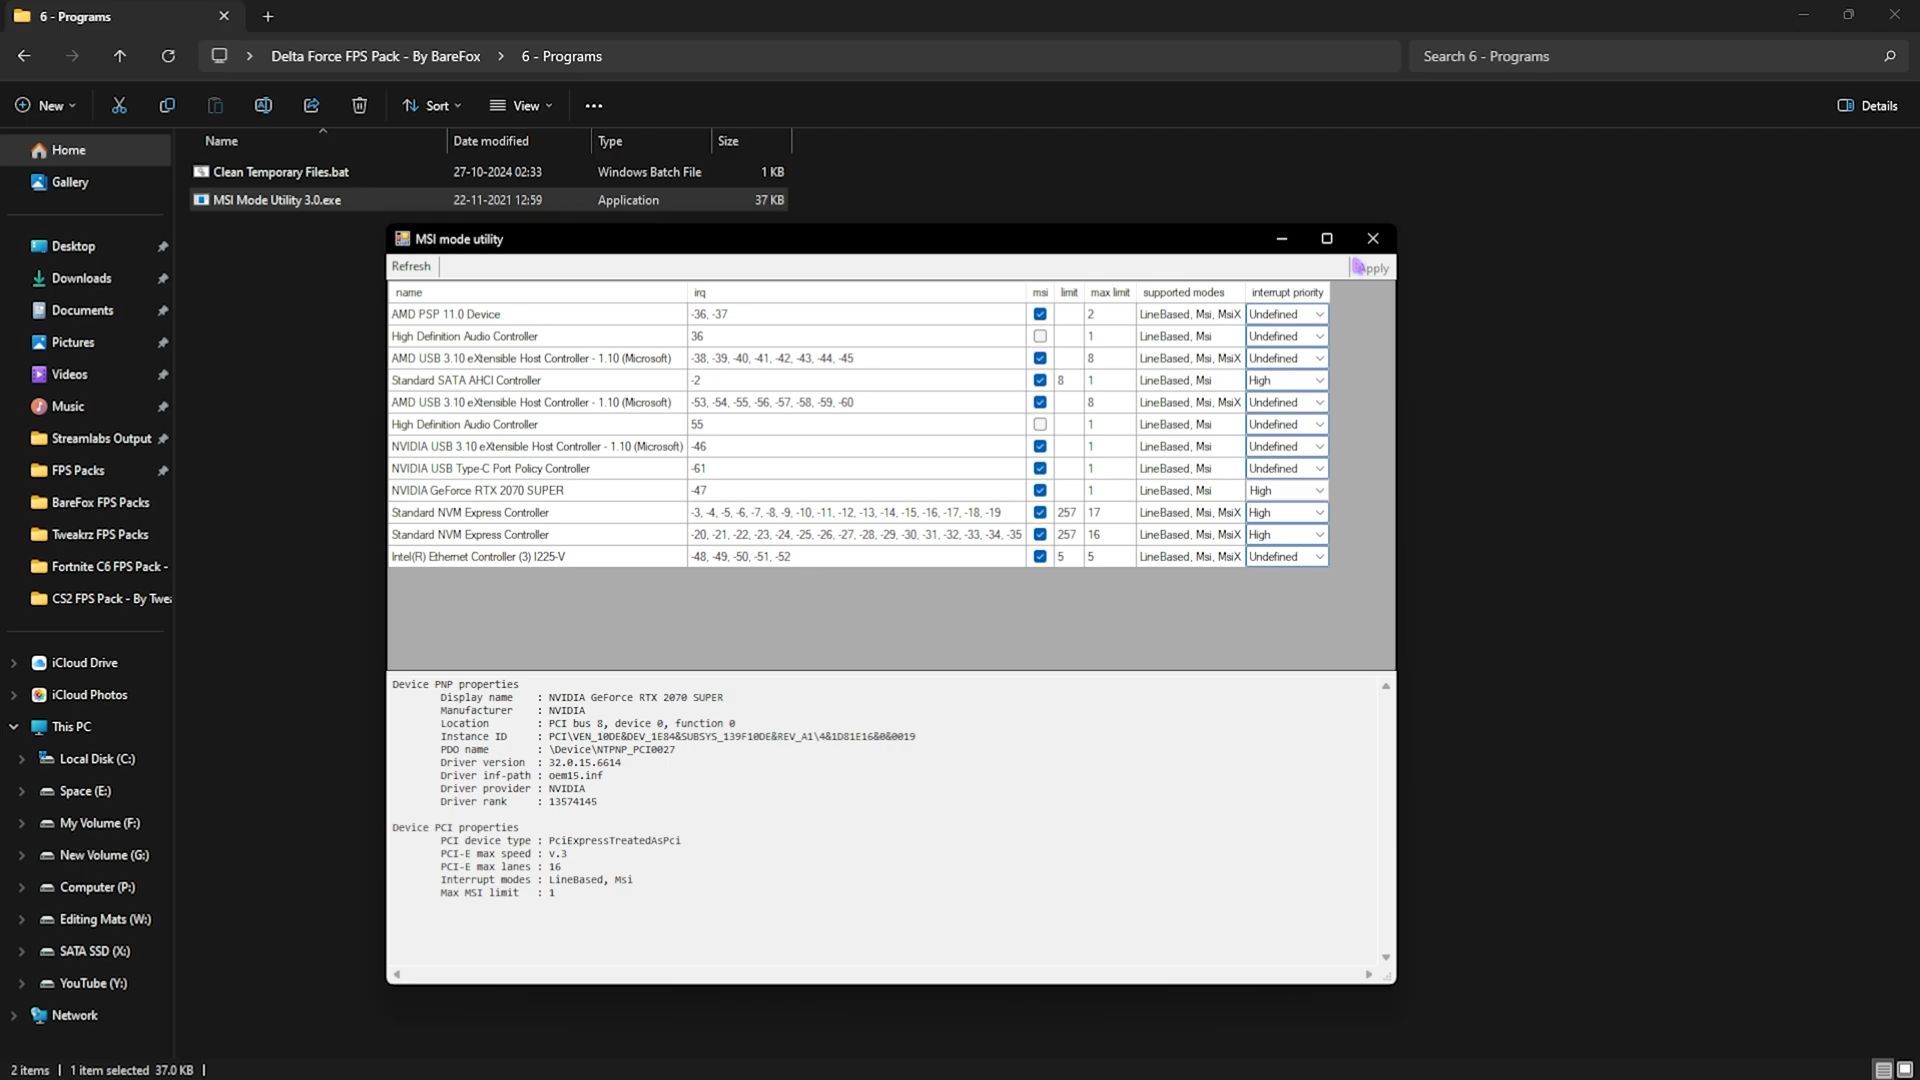 6 - Programs
Delta Force FPS Pack - By BareFox
6 - Programs
Search 6 - Programs
New
Sort
View
Details
Name Date modified Type Size
Clean Temporary Files.bat 27-10-2024 02:33 Windows Batch File 1 KB
MSI Mode Utility 3.0.exe 22-11-2021 12:59 Application 37 KB
Home
Gallery
Desktop
Downloads
Documents
Pictures
Videos
Music
Streamlabs Output
FPS Packs
BareFox FPS Packs
Tweakrz FPS Packs
Fortnite C6 FPS Pack -
CS2 FPS Pack - By Twea
iCloud Drive
iCloud Photos
This PC
Local Disk (C:)
Space (E:)
My Volume (F:)
New Volume (G:)
Computer (P:)
Editing Mats (W:)
SATA SSD (X:)
YouTube (Y:)
Network
MSI mode utility
Refresh Apply
name irq msi limit max limit supported modes interrupt priority
AMD PSP 11.0 Device -36, -37 2 LineBased, Msi, MsiX Undefined
High Definition Audio Controller 36 1 LineBased, Msi Undefined
AMD USB 3.10 eXtensible Host Controller - 1.10 (Microsoft) -38, -39, -40, -41, -42, -43, -44, -45 8 LineBased, Msi, MsiX Undefined
Standard SATA AHCI Controller -2 8 1 LineBased, Msi High
AMD USB 3.10 eXtensible Host Controller - 1.10 (Microsoft) -53, -54, -55, -56, -57, -58, -59, -60 8 LineBased, Msi, MsiX Undefined
High Definition Audio Controller 55 1 LineBased, Msi Undefined
NVIDIA USB 3.10 eXtensible Host Controller - 1.10 (Microsoft) -46 1 LineBased, Msi Undefined
NVIDIA USB Type-C Port Policy Controller -61 1 LineBased, Msi Undefined
NVIDIA GeForce RTX 2070 SUPER -47 1 LineBased, Msi High
Standard NVM Express Controller -3, -4, -5, -6, -7, -8, -9, -10, -11, -12, -13, -14, -15, -16, -17, -18, -19 257 17 LineBased, Msi, MsiX High
Standard NVM Express Controller -20, -21, -22, -23, -24, -25, -26, -27, -28, -29, -30, -31, -32, -33, -34, -35 257 16 LineBased, Msi, MsiX High
Intel(R) Ethernet Controller (3) I225-V -48, -49, -50, -51, -52 5 5 LineBased, Msi, MsiX Undefined
Device PNP properties
Display name : NVIDIA GeForce RTX 2070 SUPER
Manufacturer : NVIDIA
Location : PCI bus 8, device 0, function 0
Instance ID : PCI\VEN_10DE&DEV_1E84&SUBSYS_139F10DE&REV_A1\4&1D81E16&0&0019
PDO name : \Device\NTPNP_PCI0027
Driver version : 32.0.15.6614
Driver inf-path : oem15.inf
Driver provider : NVIDIA
Driver rank : 13574145
Device PCI properties
PCI device type : PciExpressTreatedAsPci
PCI-E max speed : v.3
PCI-E max lanes : 16
Interrupt modes : LineBased, Msi
Max MSI limit : 1
2 items 1 item selected 37.0 KB